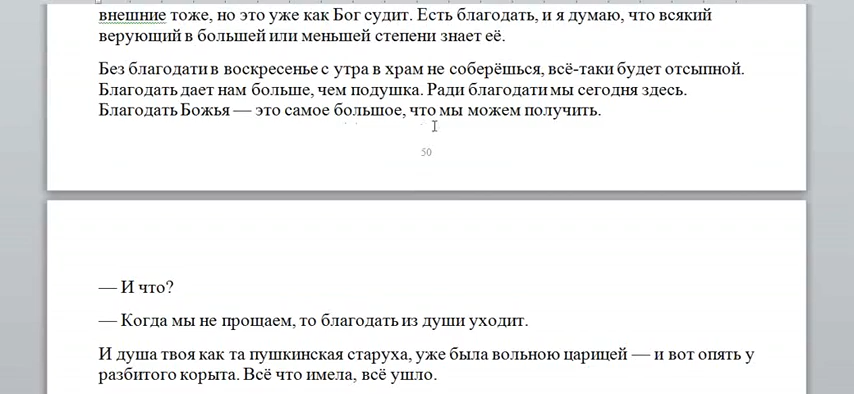 внешние тоже, но это уже как Бог судит. Есть благодать, и я думаю, что всякий
верующий в большей или меньшей степени знает её.
Без благодати в воскресенье с утра в храм не соберёшься, всё-таки будет отсыпной.
Благодать дает нам больше, чем подушка. Ради благодати мы сегодня здесь.
Благодать Божья — это самое большое, что мы можем получить.
50
— И что?
— Когда мы не прощаем, то благодать из души уходит.
И душа твоя как та пушкинская старуха, уже была вольною царицей — и вот опять у
разбитого корыта. Всё что имела, всё ушло.